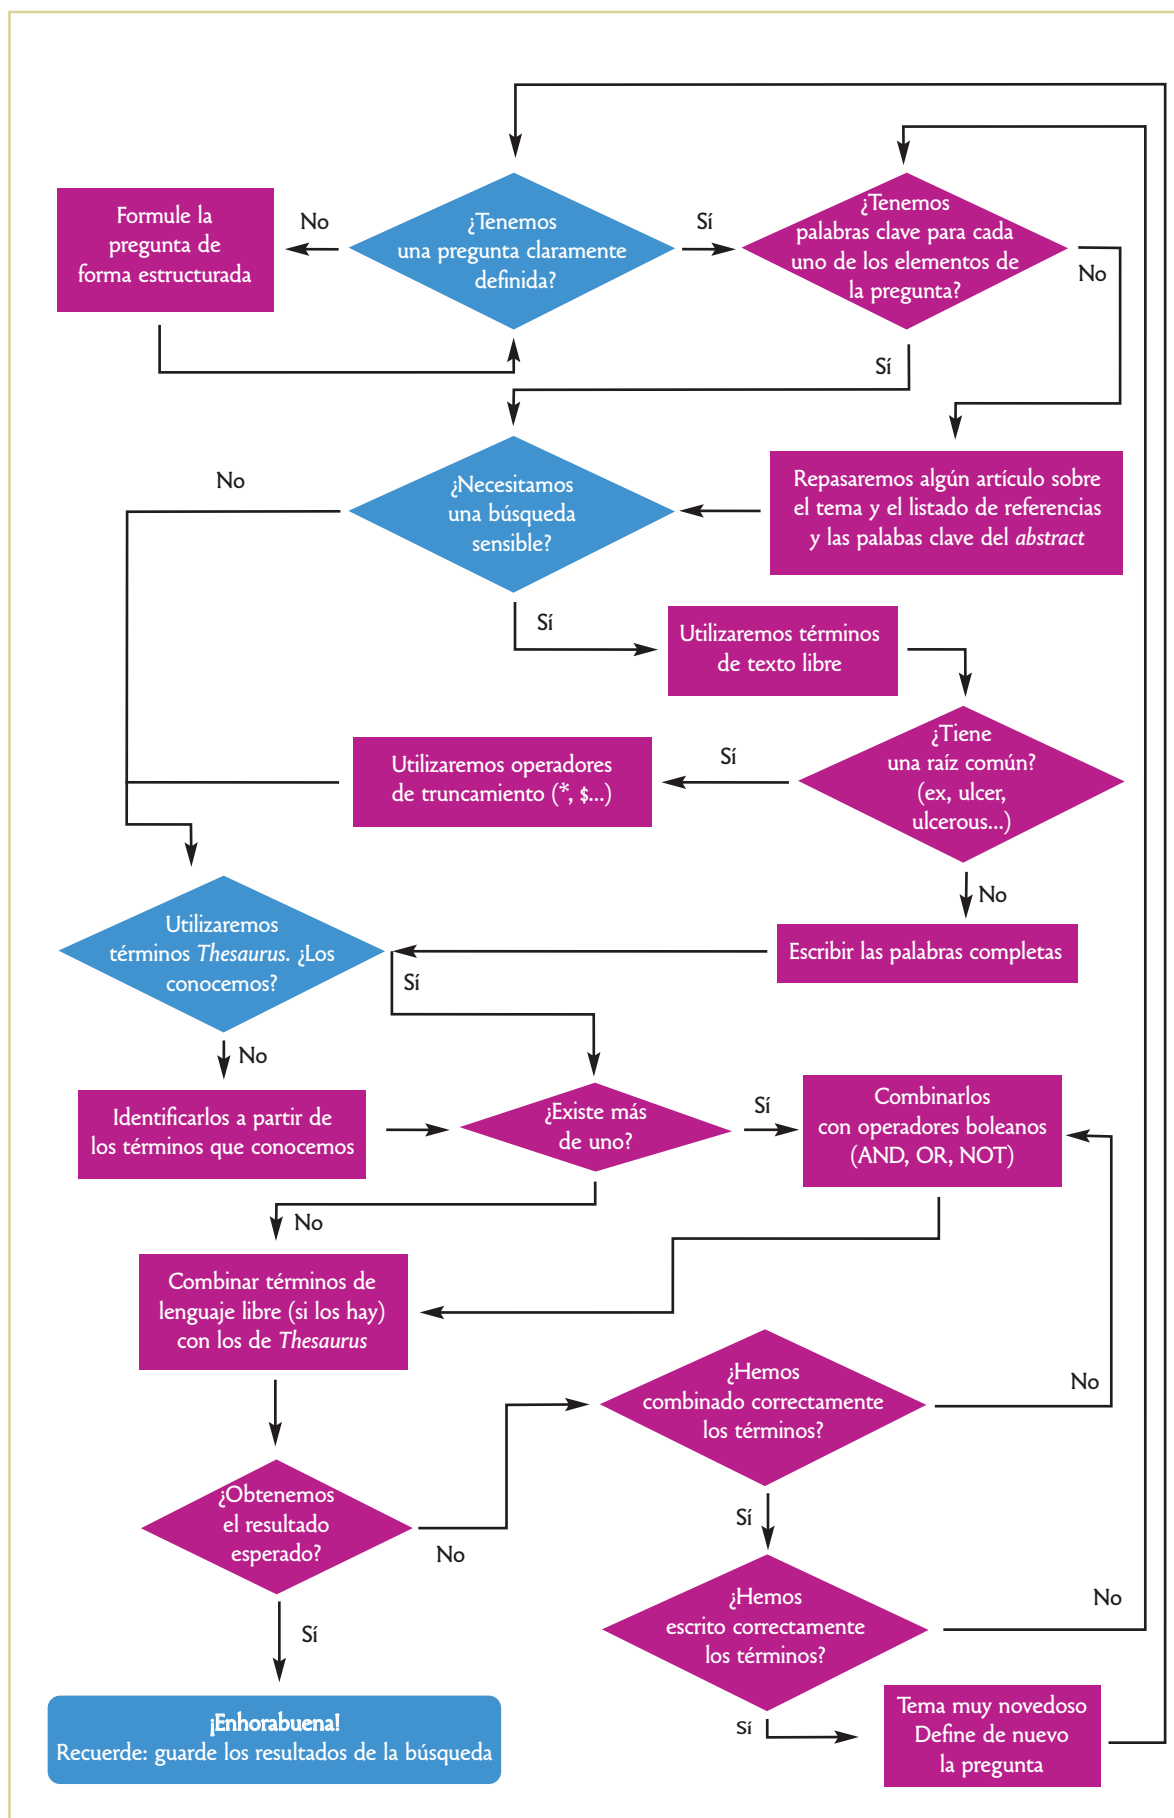 Formule la
pregunta de
forma estructurada
No
¿Tenemos
una pregunta claramente
definida?
Sí
¿Tenemos
palabras clave para cada
uno de los elementos de
la pregunta?
No
Sí
No
¿Necesitamos
una búsqueda
sensible?
Repasaremos algún artículo sobre
el tema y el listado de referencias
y las palabas clave del abstract
Sí
Utilizaremos términos
de texto libre
Utilizaremos operadores
de truncamiento (*, $...)
Sí
¿Tiene
una raíz común?
(ex, ulcer,
ulcerous...)
No
Utilizaremos
términos Thesaurus. ¿Los
conocemos?
Escribir las palabras completas
Sí
No
Identificarlos a partir de
los términos que conocemos
¿Existe más
de uno?
Sí
Combinarlos
con operadores boleanos
(AND, OR, NOT)
No
Combinar términos de
lenguaje libre (si los hay)
con los de Thesaurus
¿Hemos
combinado correctamente
los términos?
No
¿Obtenemos
el resultado
esperado?
No
Sí
¿Hemos
escrito correctamente
los términos?
No
Sí
¡Enhorabuena!
Recuerde: guarde los resultados de la búsqueda
Sí
Tema muy novedoso
Define de nuevo
la pregunta